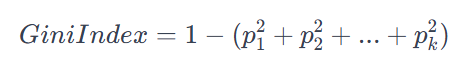 GiniIndex = 1 − (p₁² + p₂² + ... + pₖ²)